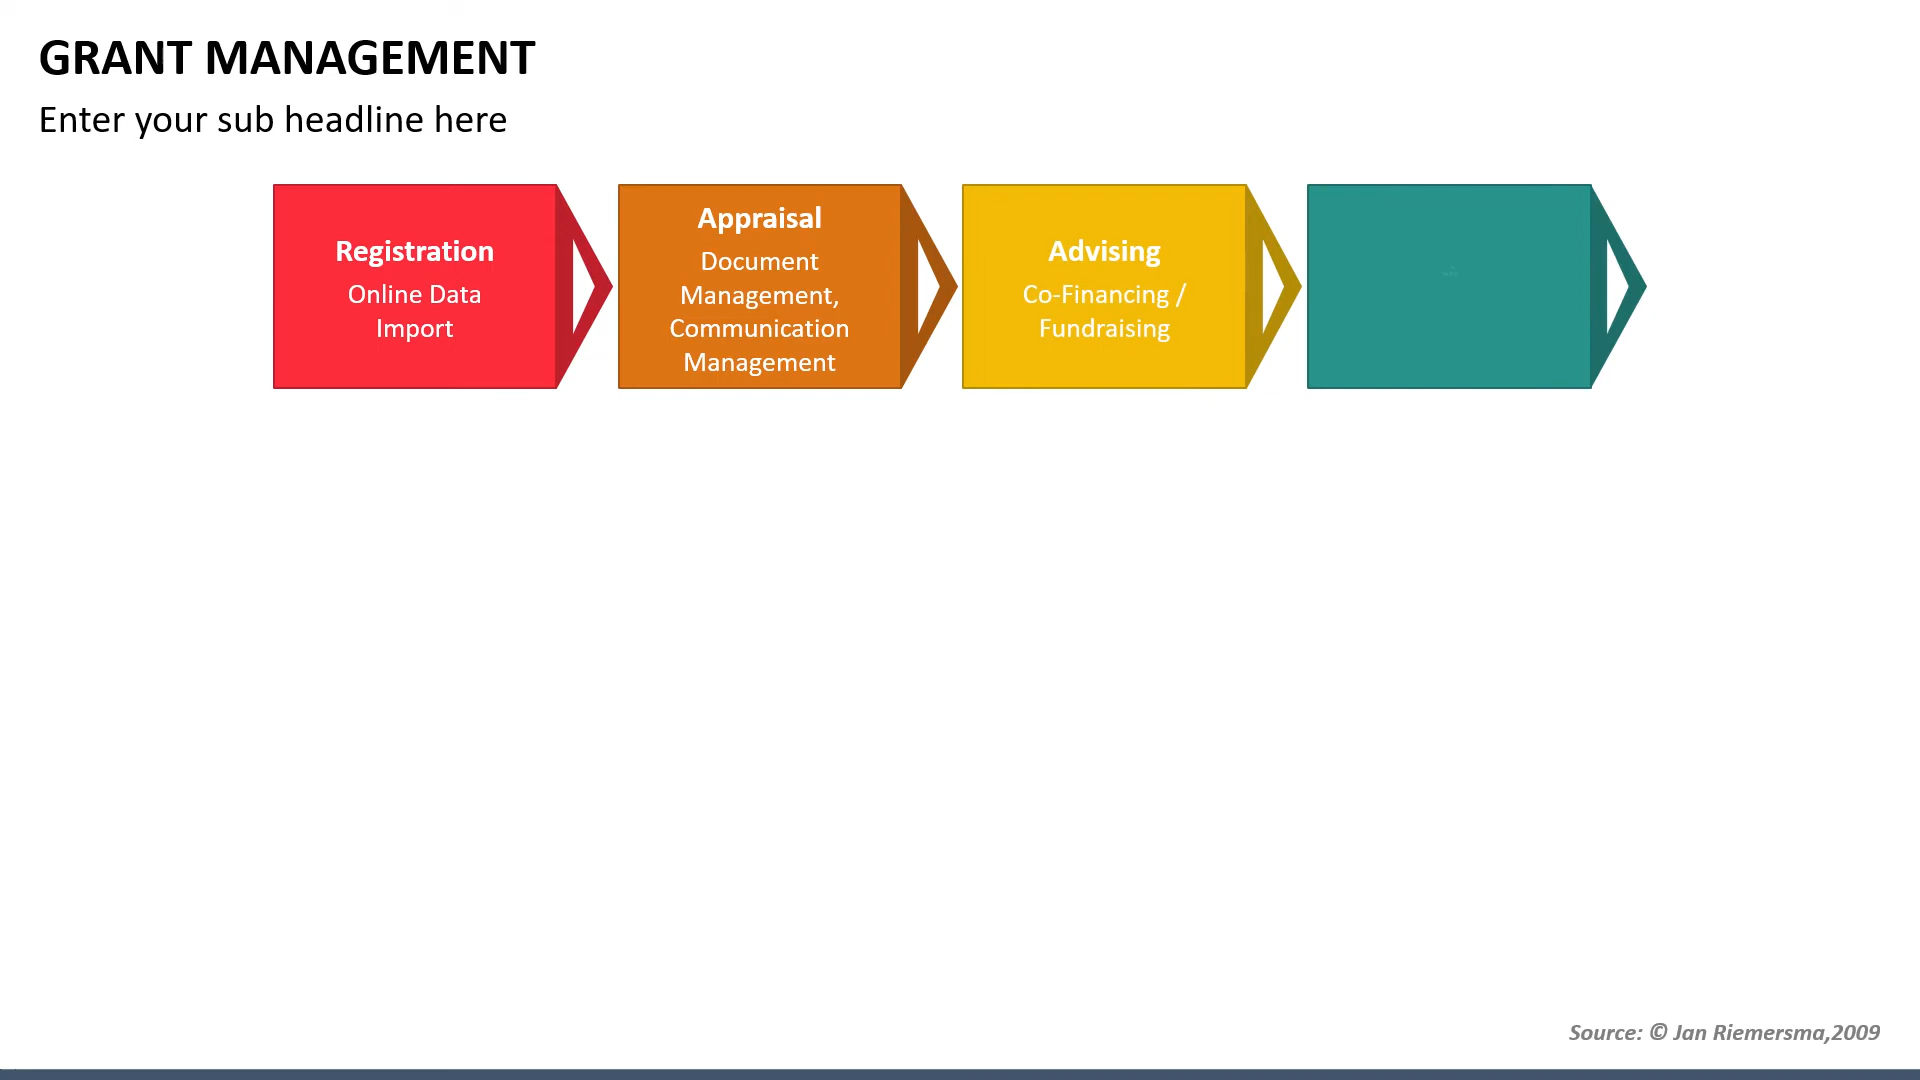 GRANT MANAGEMENT
Enter your sub headline here
Registration
Online Data
Import
Appraisal
Document
Management,
Communication
Management
Advising
Co-Financing /
Fundraising
Source: © Jan Riemersma,2009